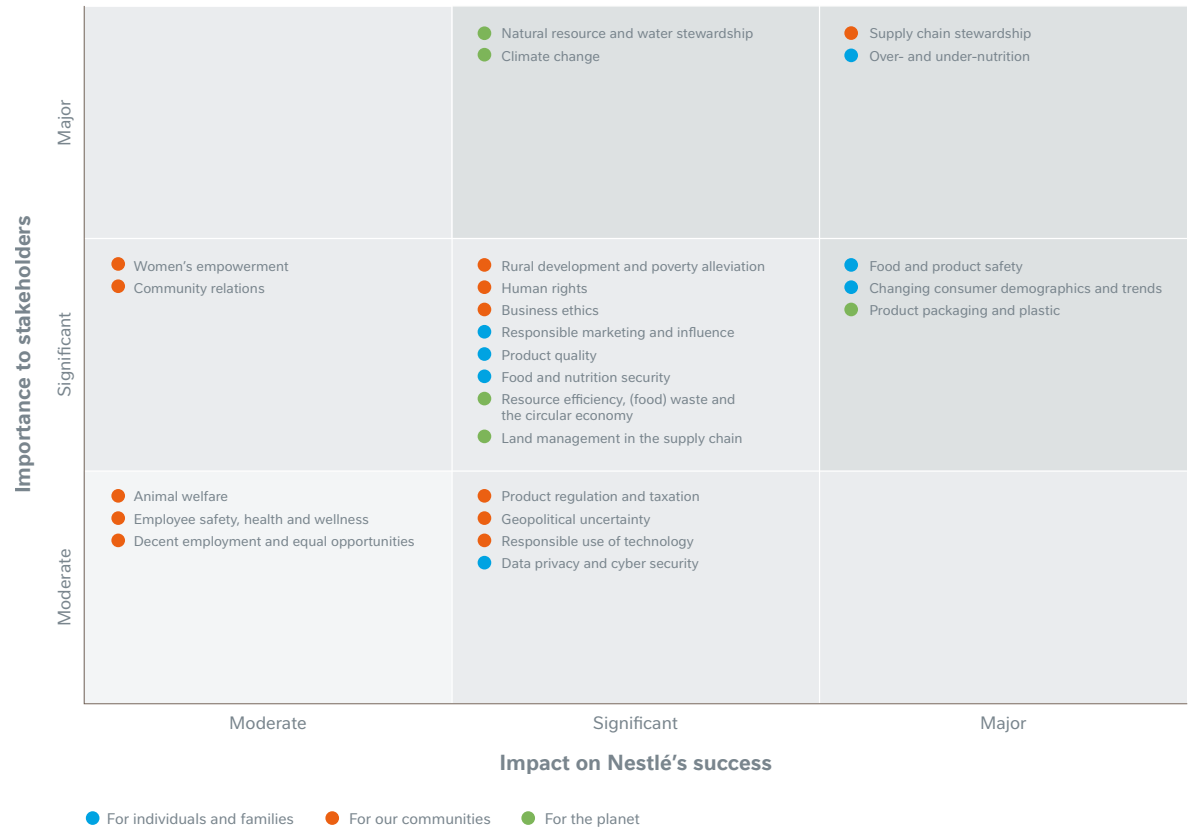 Importance to stakeholders
Major
Natural resource and water stewardship
Climate change
Supply chain stewardship
Over- and under-nutrition
Significant
Women's empowerment
Community relations
Rural development and poverty alleviation
Human rights
Business ethics
Responsible marketing and influence
Product quality
Food and nutrition security
Resource efficiency, (food) waste and
the circular economy
Land management in the supply chain
Food and product safety
Changing consumer demographics and trends
Product packaging and plastic
Moderate
Animal welfare
Employee safety, health and wellness
Decent employment and equal opportunities
Product regulation and taxation
Geopolitical uncertainty
Responsible use of technology
Data privacy and cyber security
Moderate
Significant
Major
Impact on Nestlé's success
For individuals and families
For our communities
For the planet